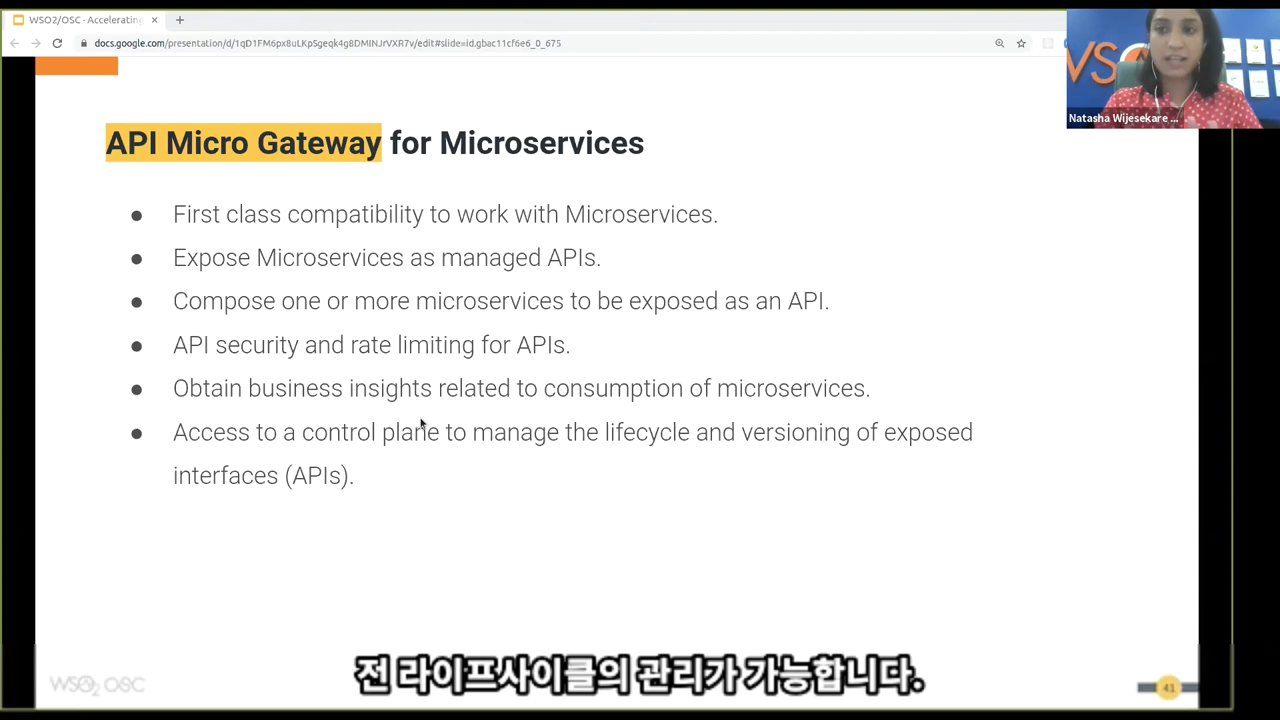 WSO2/OSC - Accelerating
docs.google.com/presentation/d/1qD1FM6px8uLKpSgeqk4g8DMINJrVXR7v/edit#slide=id.gbac11cf6e6_0_675
Natasha Wijesekare ...
API Micro Gateway for Microservices
● First class compatibility to work with Microservices.
● Expose Microservices as managed APIs.
● Compose one or more microservices to be exposed as an API.
● API security and rate limiting for APIs.
● Obtain business insights related to consumption of microservices.
● Access to a control plane to manage the lifecycle and versioning of exposed
interfaces (APIs).
전 라이프사이클의 관리가 가능합니다.
WSO2 OSC
41